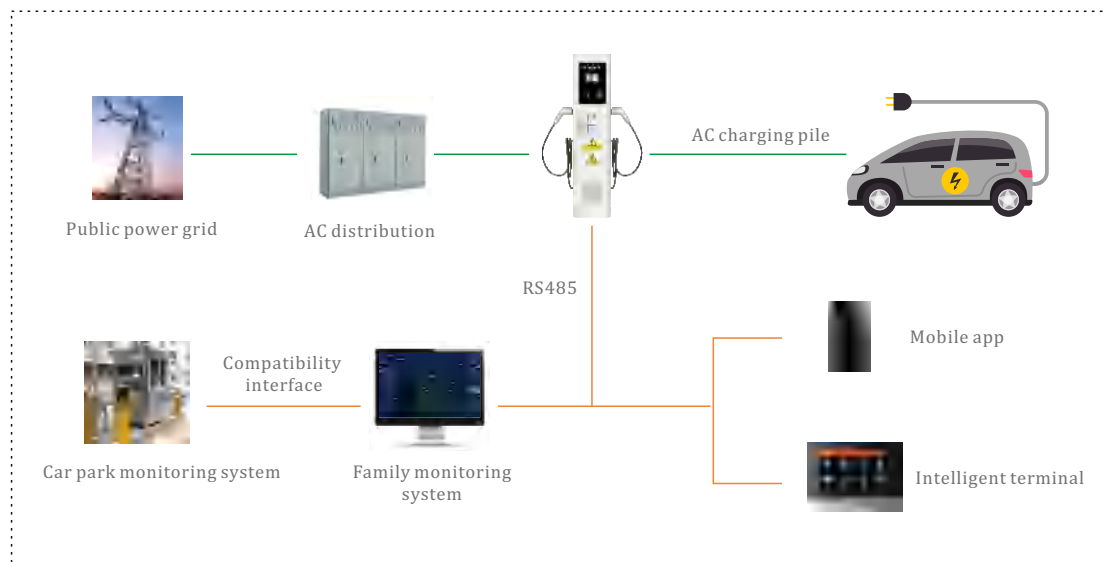 AC charging pile
Public power grid
AC distribution
RS485
Mobile app
Compatibility
interface
Car park monitoring system
Family monitoring
system
Intelligent terminal